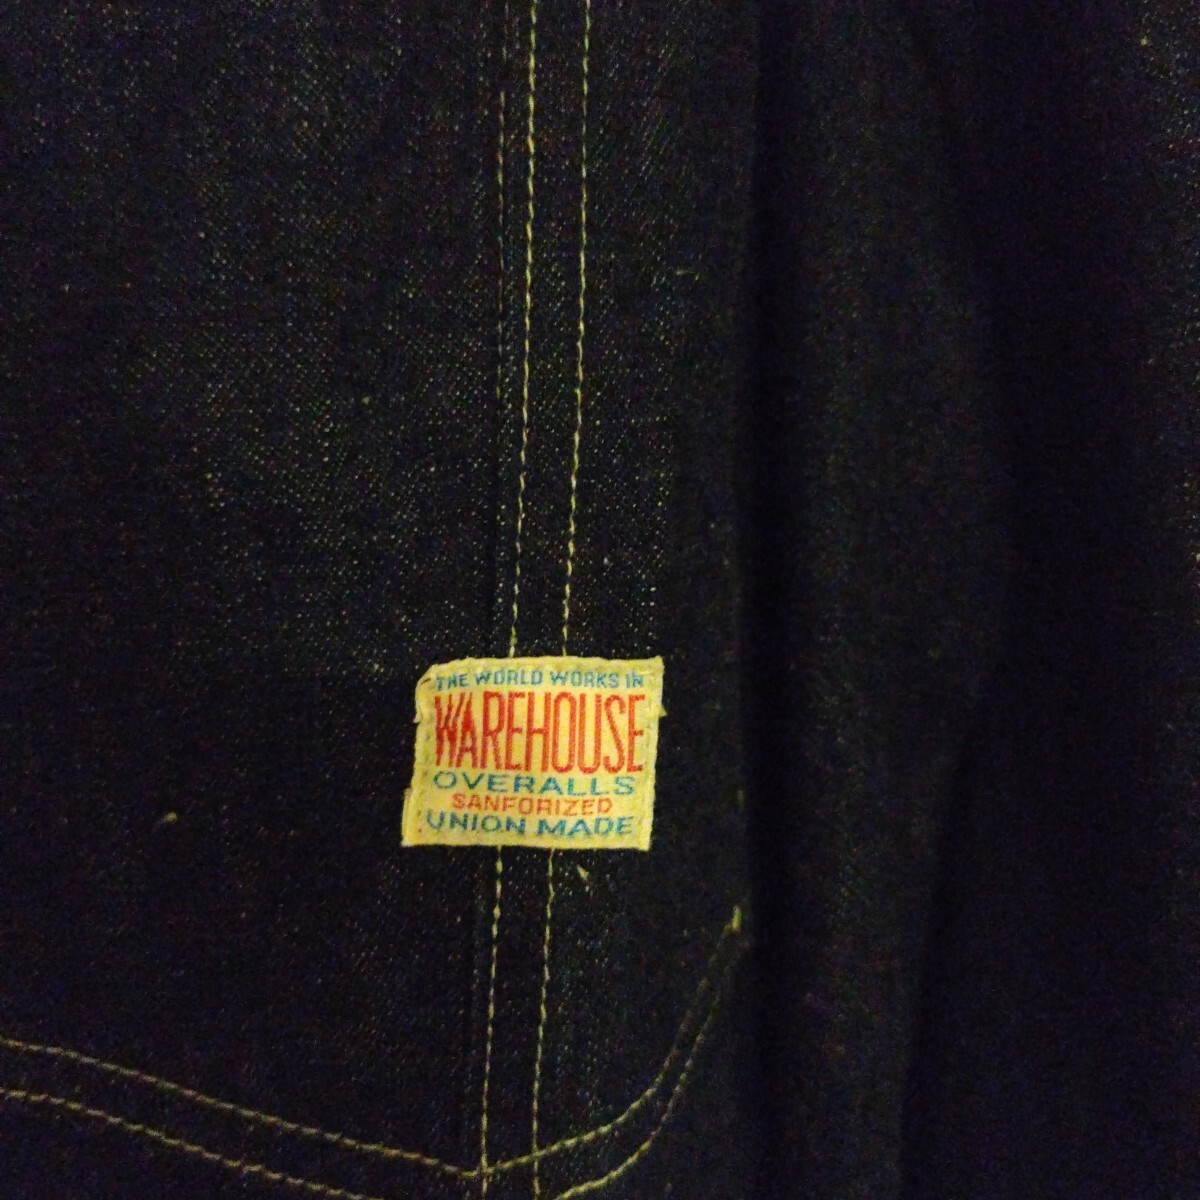 THE WORLD WORKS IN
WAREHOUSE
OVERALLS
SANFORIZED
UNION MADE